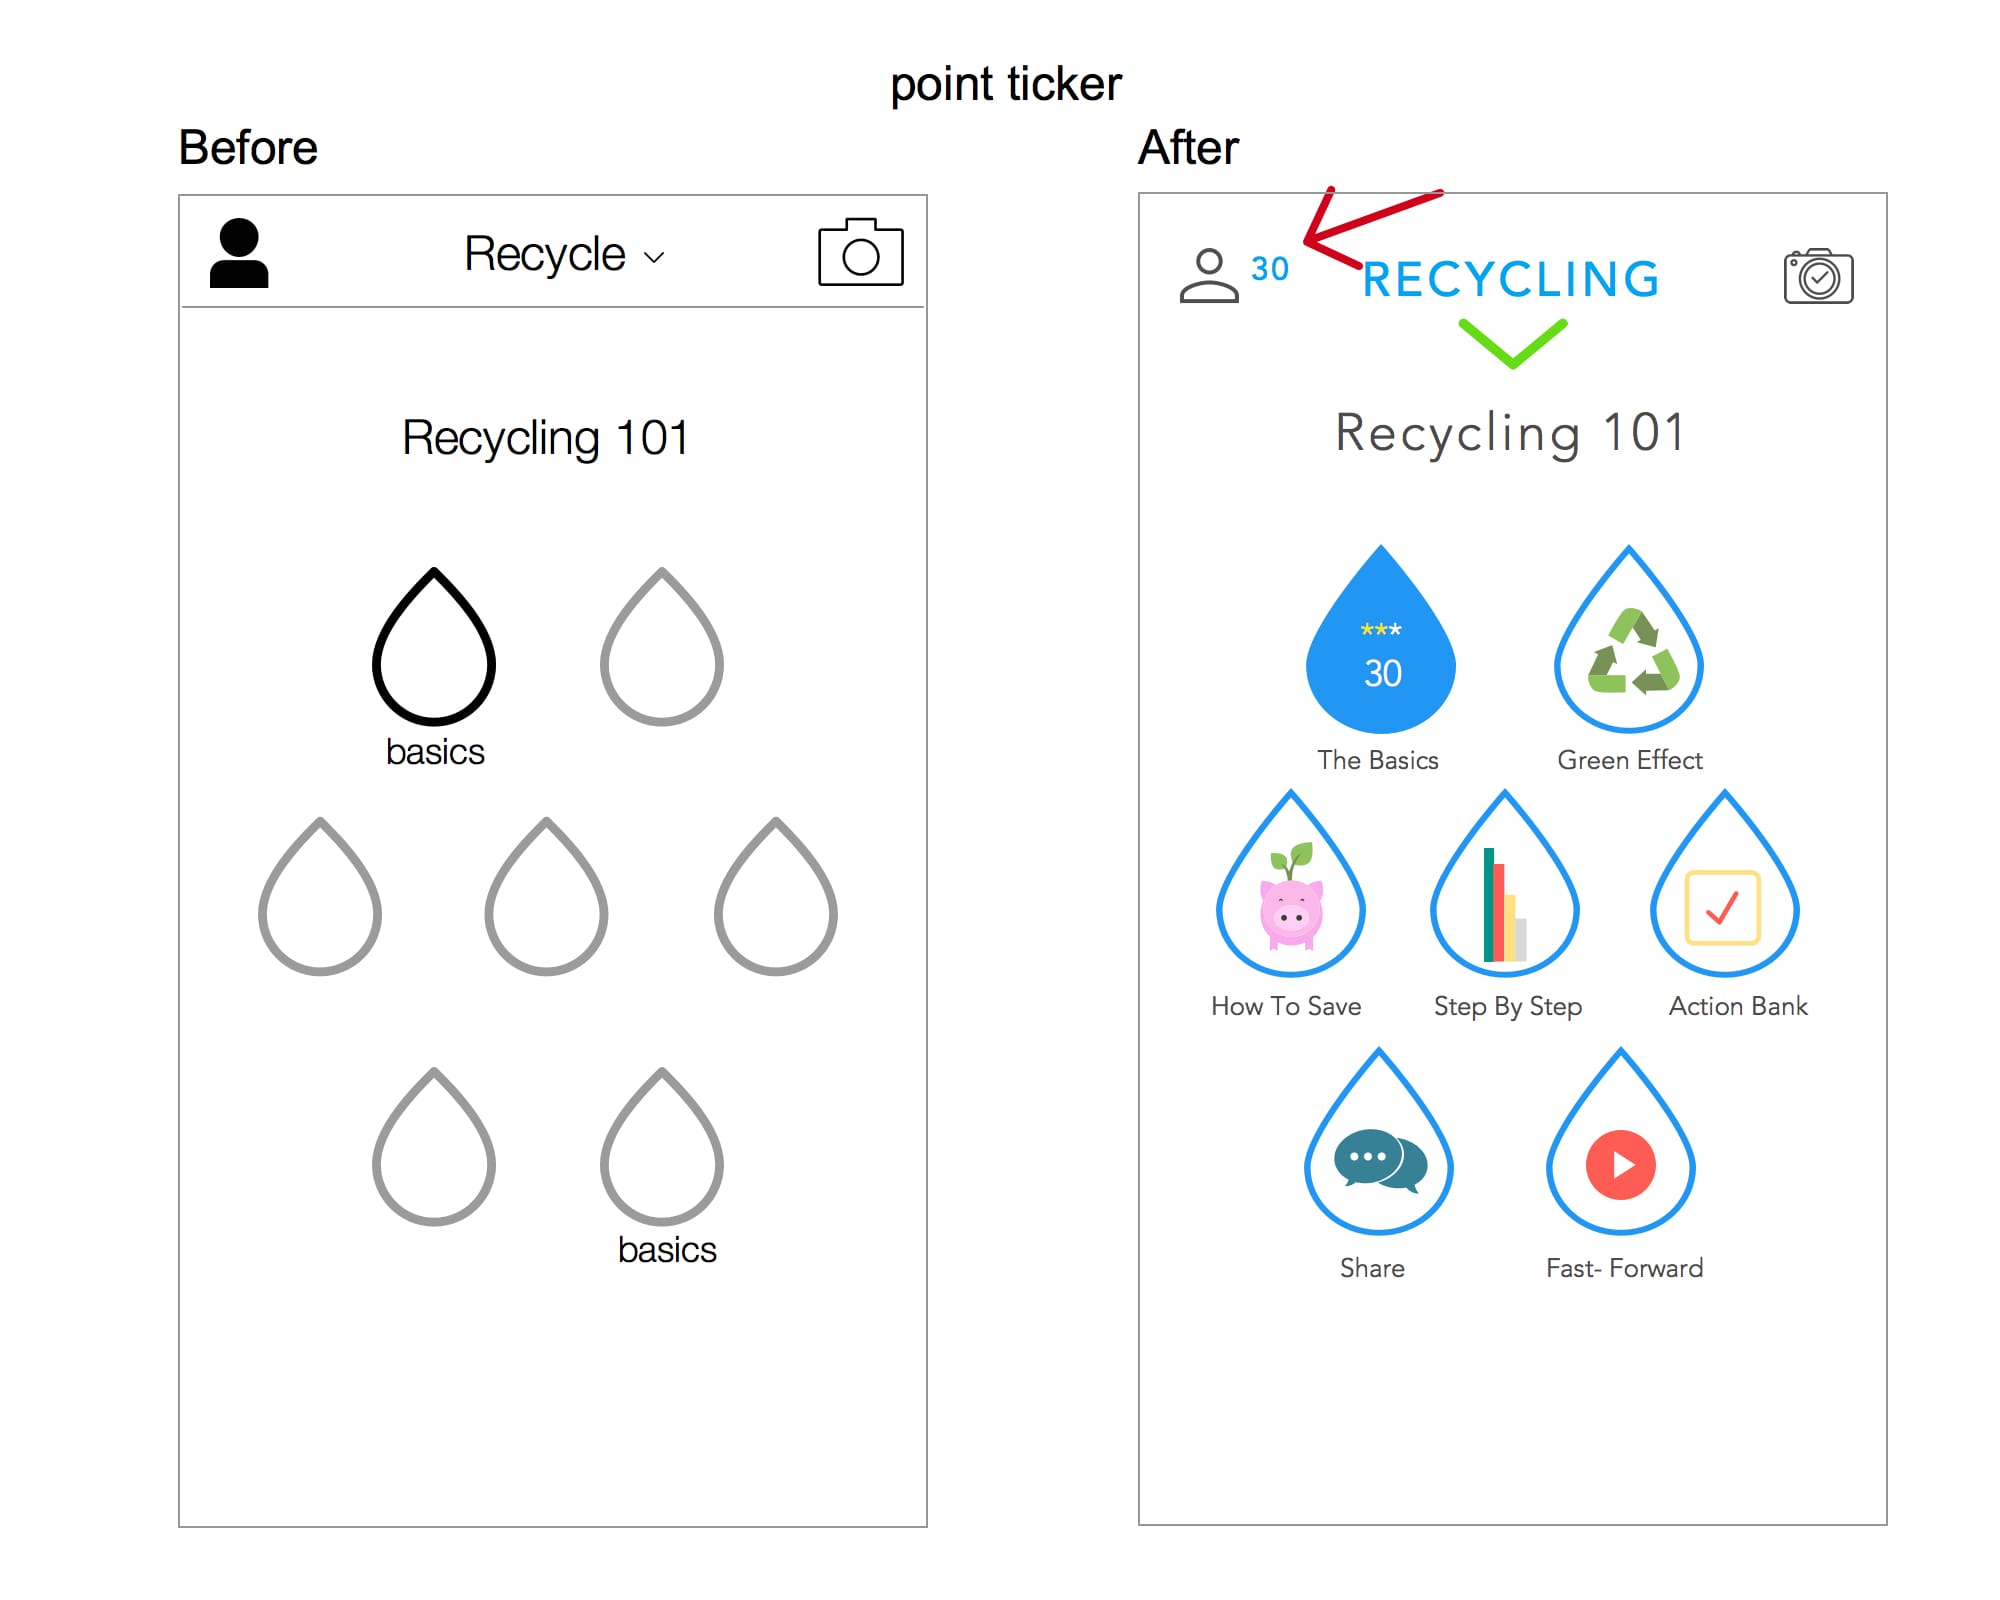 point ticker
Before
Recycle
Recycling 101
basics
basics
After
30
RECYCLING
Recycling 101
***
30
The Basics
Green Effect
How To Save
Step By Step
Action Bank
Share
Fast- Forward